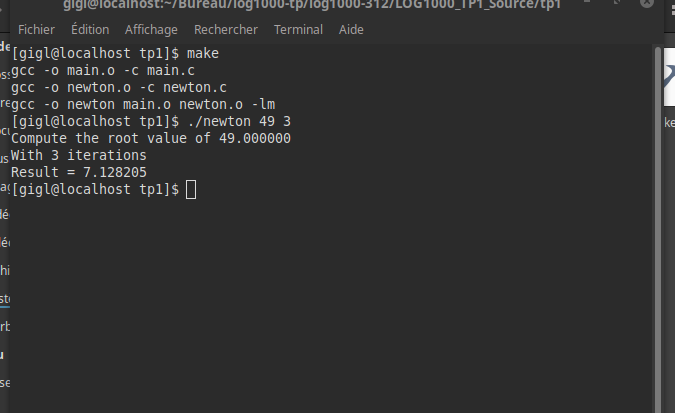 gigl@localhost:~/Bureau/log1000-tp/log1000-312/LOG1000_TP1_Source/tp1
Fichier Édition Affichage Rechercher Terminal Aide
[gigl@localhost tp1]$ make
gcc -o main.o -c main.c
gcc -o newton.o -c newton.c
gcc -o newton main.o newton.o -lm
[gigl@localhost tp1]$ ./newton 49 3
Compute the root value of 49.000000
With 3 iterations
Result = 7.128205
[gigl@localhost tp1]$